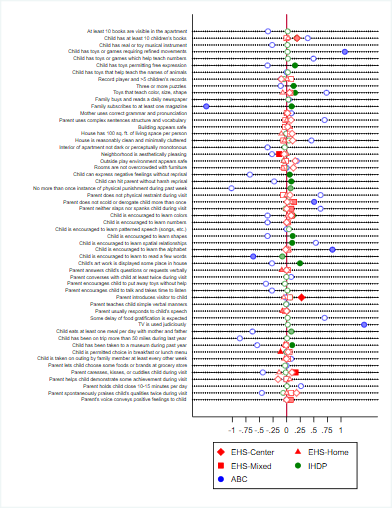 At least 10 books are visible in the apartment
Child has at least 10 children's books
Child has real or toy musical instrument
Child has toys or games requiring refined movements
Child has toys or games which help teach numbers
Child has toys permitting free expression
Child has toys that help teach the names of animals
Record player and >5 children's records
Three or more puzzles
Toys that teach color, size, shape
Family buys and reads a daily newspaper
Family subscribes to at least one magazine
Mother uses correct grammar and pronunciation
Parent uses complex sentence structure and vocabulary
Building appears safe
House has 100 sq. ft. of living space per person
House is reasonably clean and minimally cluttered
Interior of apartment not dark or perceptually monotonous
Neighborhood is aesthetically pleasing
Outside play environment appears safe
Rooms are not overcrowded with furniture
Child can express negative feelings without reprisal
Child can hit parent without harsh reprisal
No more than once instance of physical punishment during past week
Parent does not physically restrain during visit
Parent does not scold or derogate child more than once
Parent neither slaps nor spanks child during visit
Child is encouraged to learn colors
Child is encouraged to learn numbers
Child is encouraged to learn patterned speech (songs, etc.)
Child is encouraged to learn shapes
Child is encouraged to learn spatial relationships
Child is encouraged to learn the alphabet
Child is encouraged to learn to read a few words
Child's art work is displayed some place in house
Parent answers child's questions or requests verbally
Parent converses with child at least twice during visit
Parent encourages child to put away toys without help
Parent encourages child to talk and takes time to listen
Parent introduces visitor to child
Parent teaches child simple verbal manners
Parent usually responds to child's speech
Some delay of food gratification is expected
TV is used judiciously
Child eats at least one meal per day with mother and father
Child has been on trip more than 50 miles during last year
Child has been taken to a museum during past year
Child is permitted choice in breakfast or lunch menu
Child is taken on outing by family member at least every other week
Parent lets child choose some foods or brands at grocery store
Parent caresses, kisses, or cuddles child during visit
Parent helps child demonstrate some achievement during visit
Parent holds child close 10-15 minutes per day
Parent spontaneously praises child's qualities twice during visit
Parent's voice conveys positive feelings to child
-1 -.75 -.5 -.25 0 .25 .5 .75 1
EHS-Center EHS-Home
EHS-Mixed IHDP
ABC